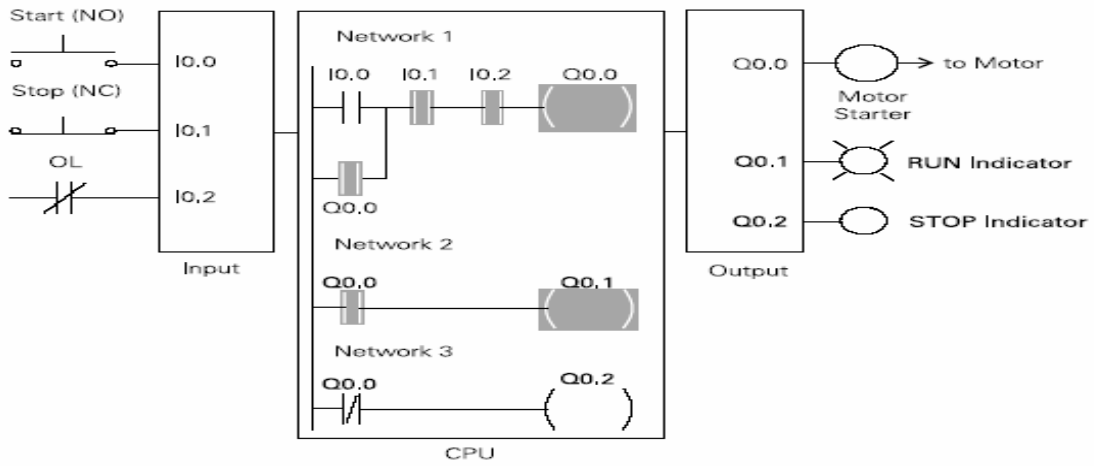 Start (NO)
I0.0
Stop (NC)
I0.1
OL
I0.2
Input
Network 1
I0.0 I0.1 I0.2 Q0.0
Q0.0
Network 2
Q0.0 Q0.1
Network 3
Q0.0 Q0.2
CPU
Q0.0
to Motor
Motor
Starter
Q0.1
RUN Indicator
Q0.2
STOP Indicator
Output